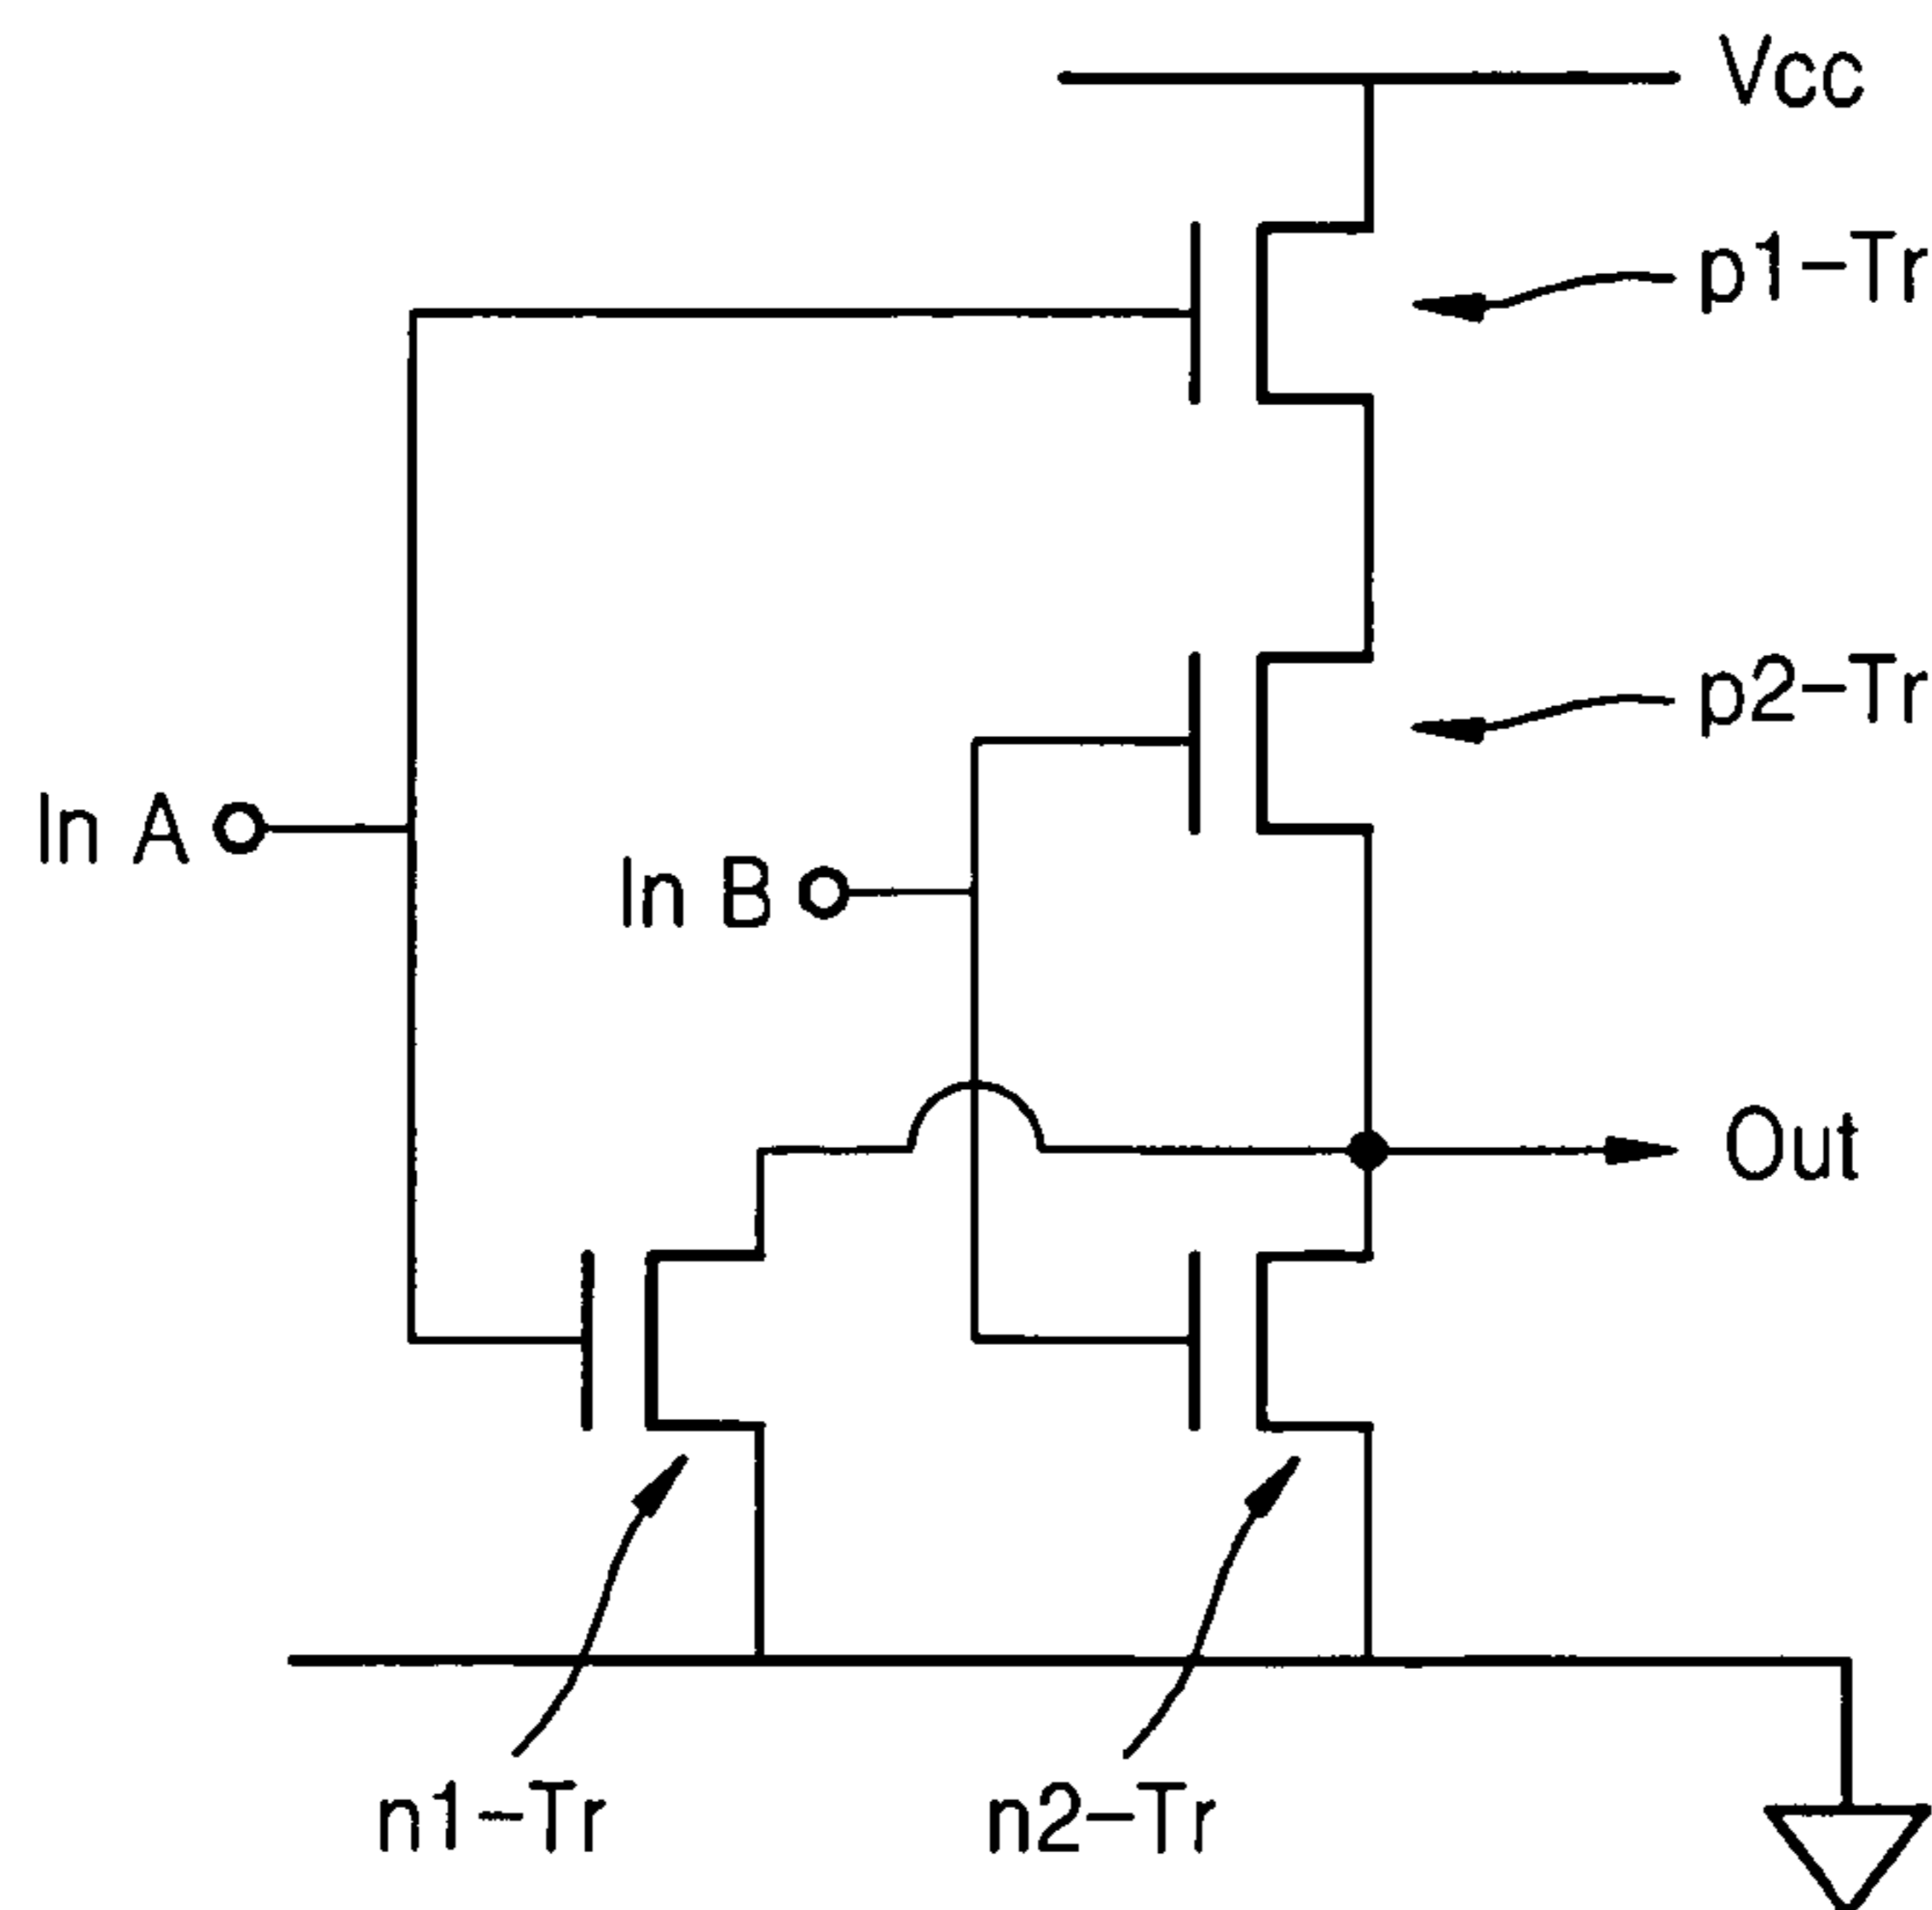 Vcc
p1-Tr
p2-Tr
In A
In B
Out
n1-Tr
n2-Tr